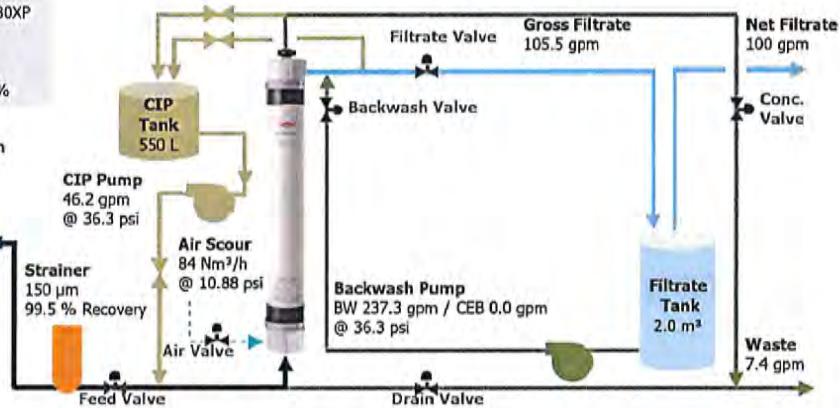 80XP
%
Filtrate Valve
Gross Filtrate
105.5 gpm
Net Filtrate
100 gpm
CIP
Tank
550 L
Backwash Valve
Conc.
Valve
CIP Pump
46.2 gpm
@ 36.3 psi
Air Scour
84 Nm³/h
@ 10.88 psi
Strainer
150 µm
99.5 % Recovery
Backwash Pump
BW 237.3 gpm / CEB 0.0 gpm
@ 36.3 psi
Filtrate
Tank
2.0 m³
Air Valve
Waste
7.4 gpm
Feed Valve
Drain Valve